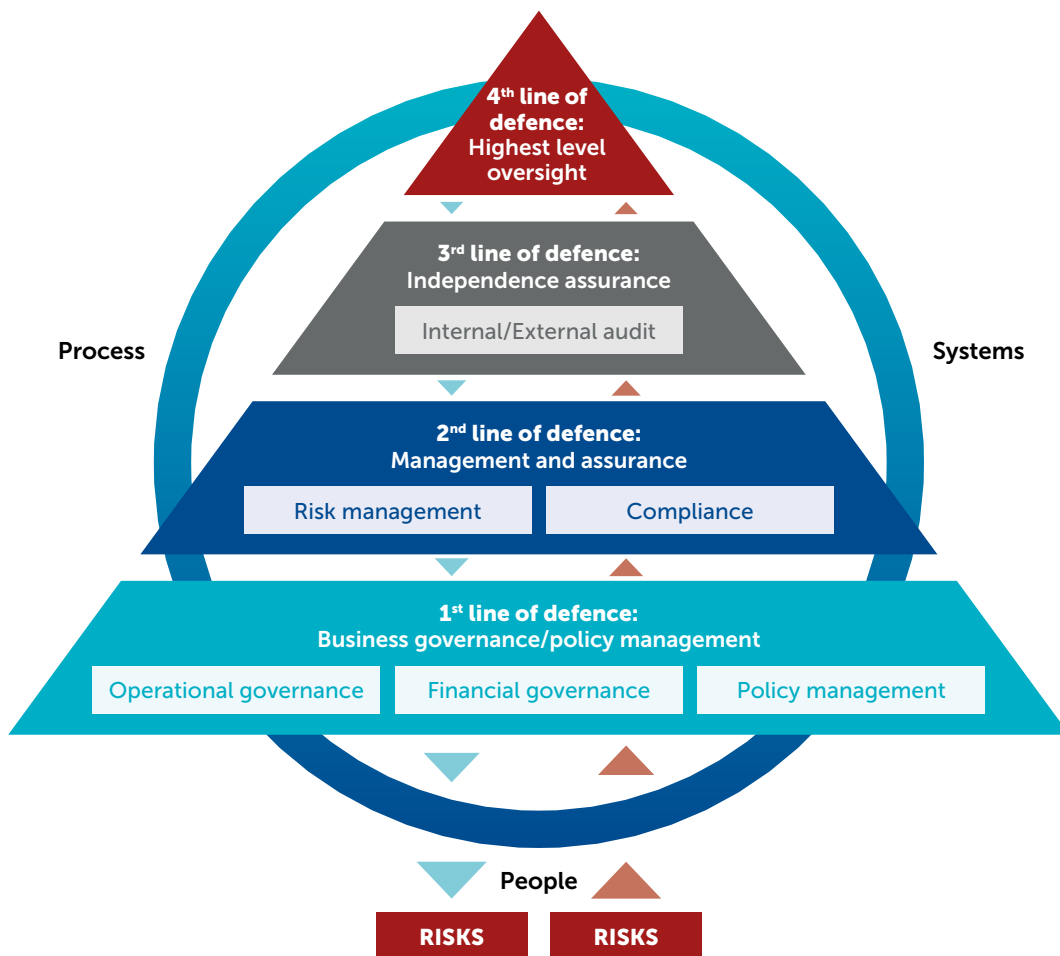 4th line of
defence:
Highest level
oversight
3rd line of defence:
Independence assurance
Internal/External audit
Process
Systems
2nd line of defence:
Management and assurance
Risk management
Compliance
1st line of defence:
Business governance/policy management
Operational governance
Financial governance
Policy management
People
RISKS
RISKS